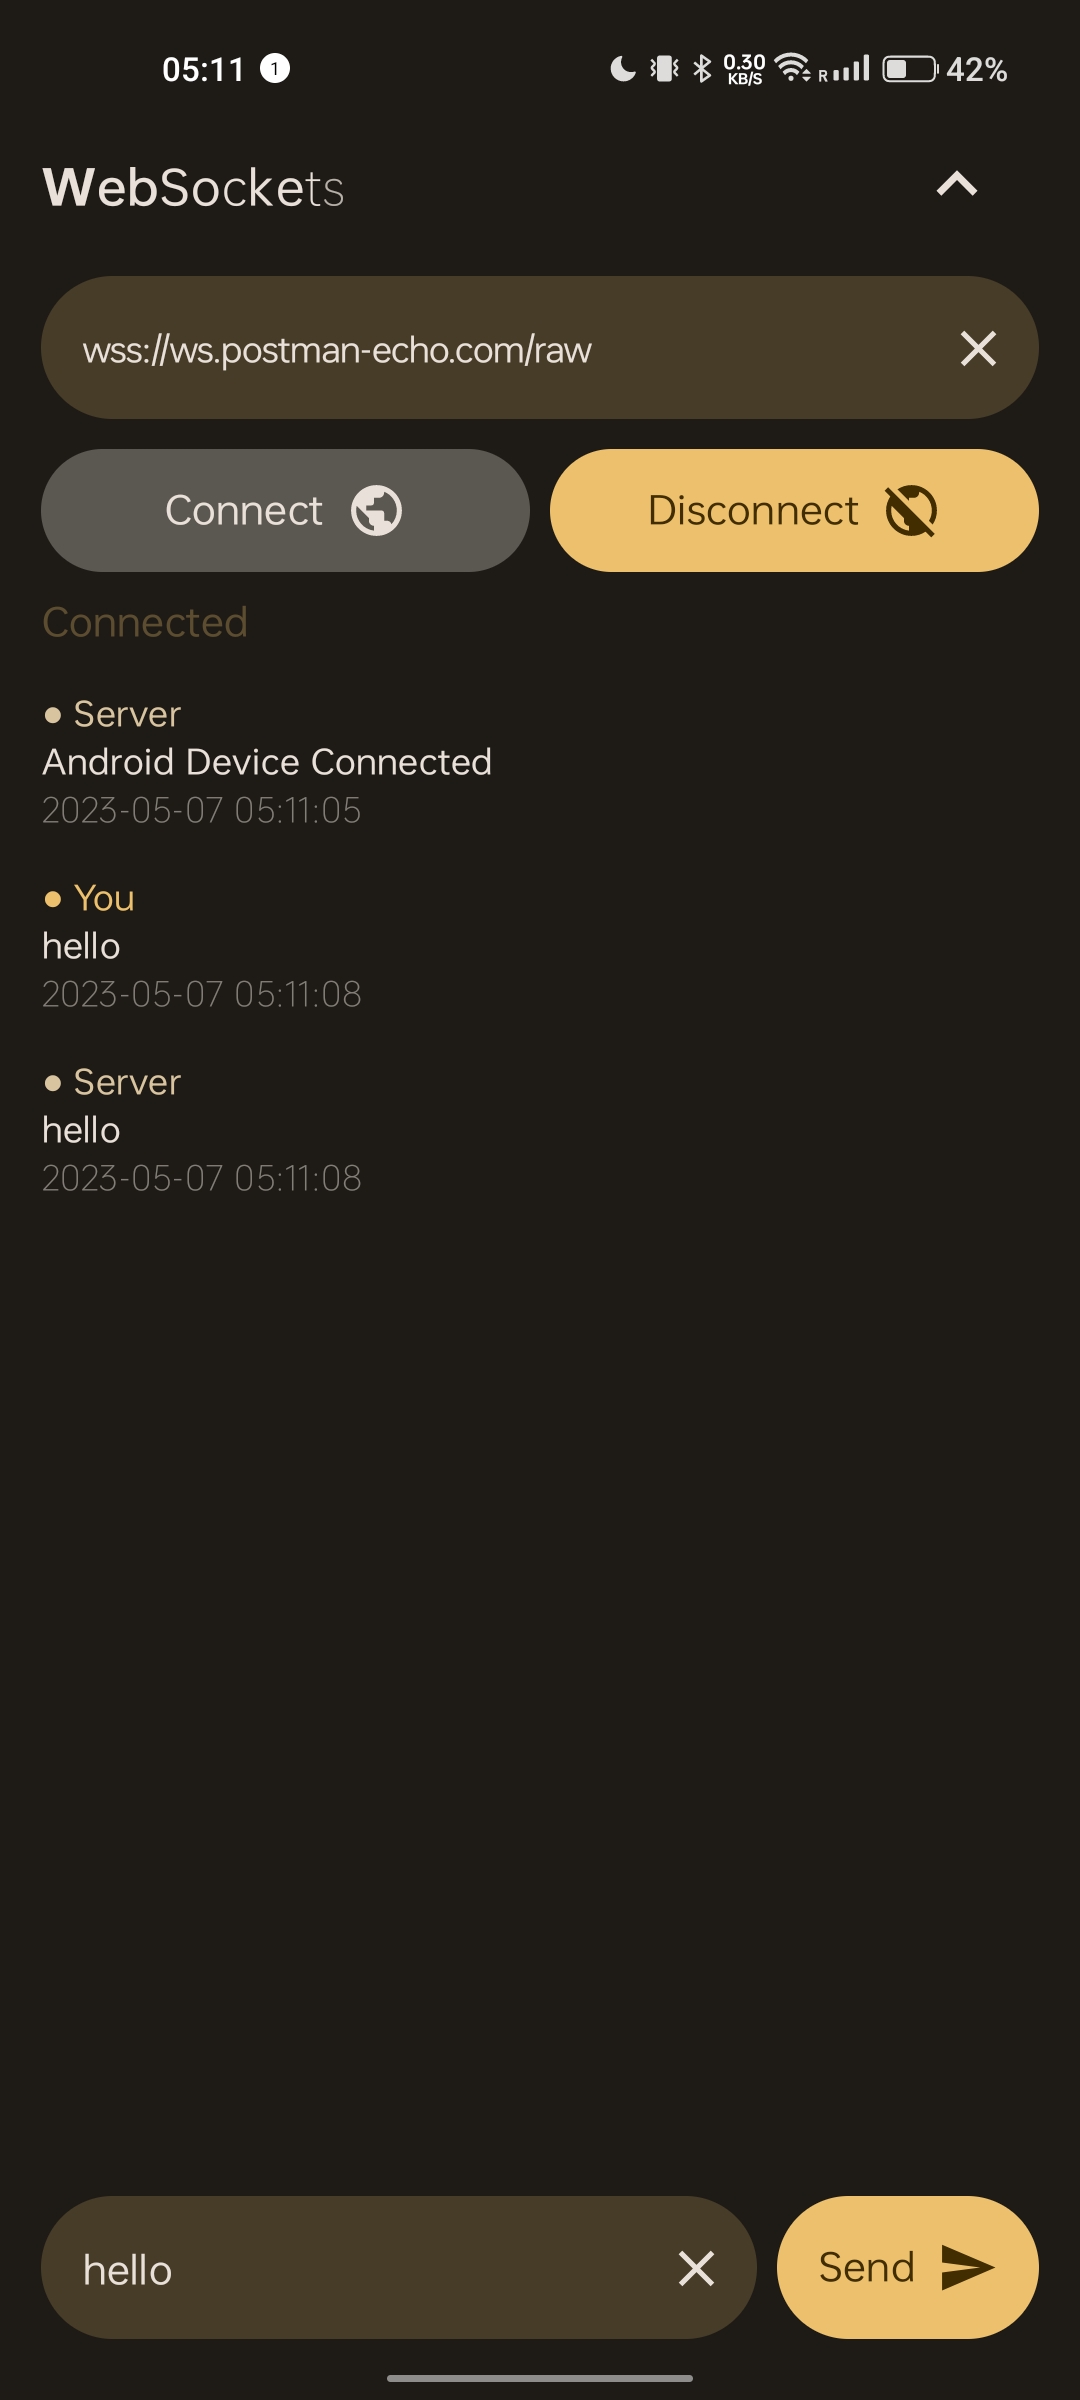 05:11 1 0.30 KB/S R 42%
WebSockets
wss://ws.postman-echo.com/raw
Connect Disconnect
Connected
• Server
Android Device Connected
2023-05-07 05:11:05
• You
hello
2023-05-07 05:11:08
• Server
hello
2023-05-07 05:11:08
hello Send